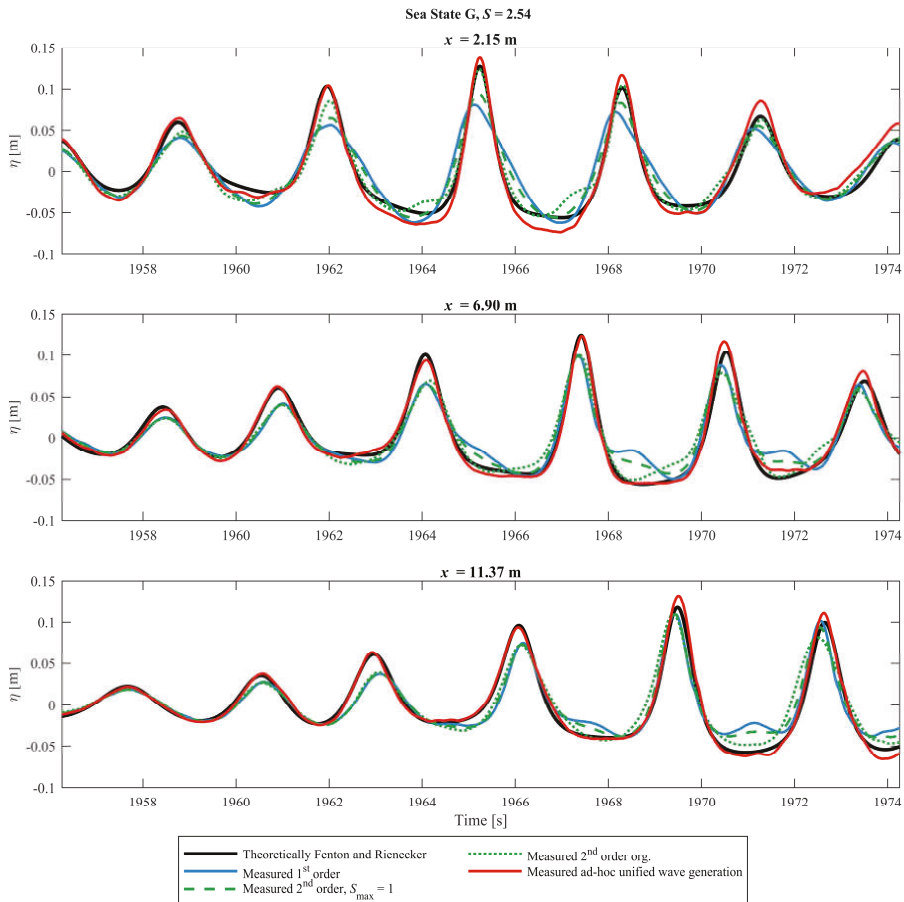 Sea State G, S = 2.54
x = 2.15 m
0.15
0.1
0.05
0
-0.05
-0.1
η [m]
1958 1960 1962 1964 1966 1968 1970 1972 1974
x = 6.90 m
0.15
0.1
0.05
0
-0.05
-0.1
η [m]
1958 1960 1962 1964 1966 1968 1970 1972 1974
x = 11.37 m
0.15
0.1
0.05
0
-0.05
-0.1
η [m]
1958 1960 1962 1964 1966 1968 1970 1972 1974
Time [s]
Theoretically Fenton and Rienecker
Measured 1st order
Measured 2nd order, Smax = 1
Measured 2nd order org.
Measured ad-hoc unified wave generation